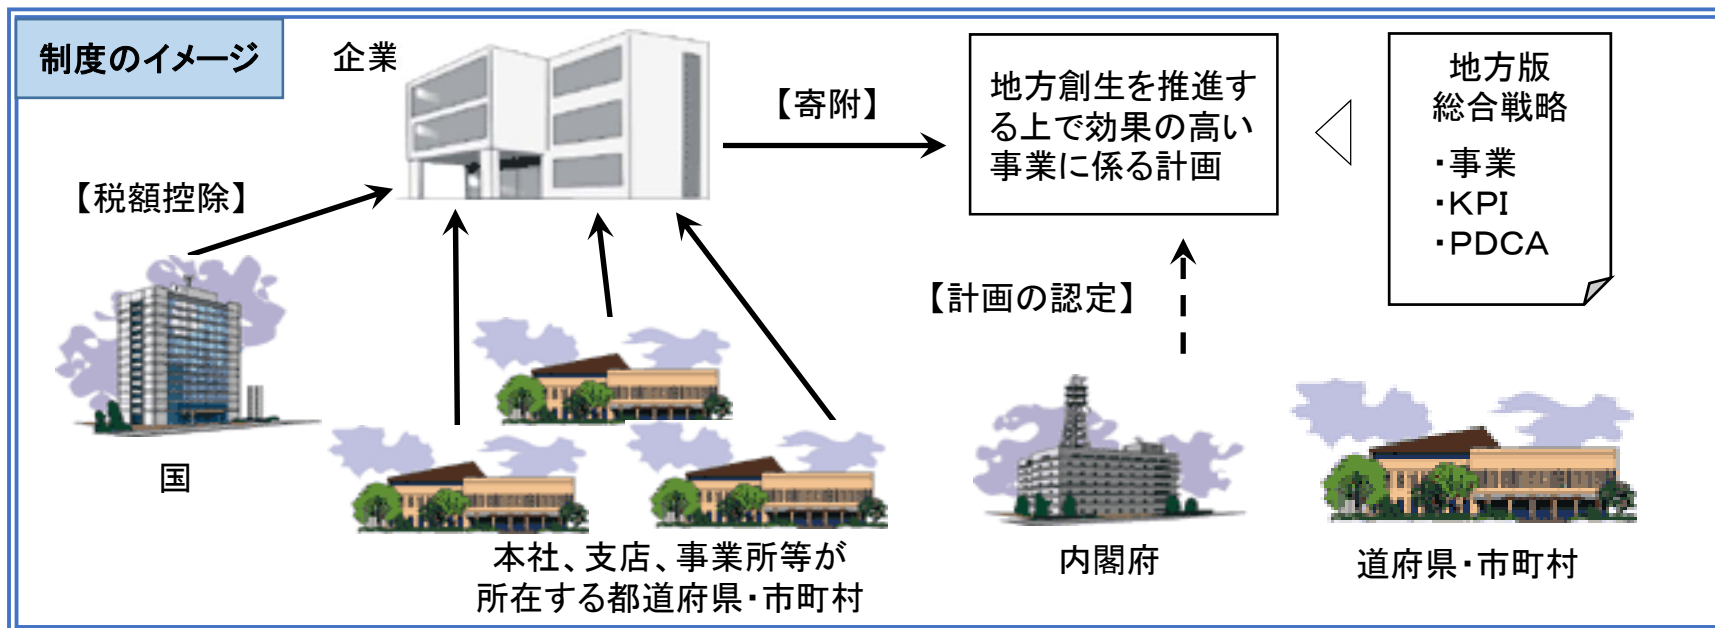 制度のイメージ
企業
【寄附】
地方創生を推進す
る上で効果の高い
事業に係る計画
地方版
総合戦略
・事業
・KPI
・PDCA
【税額控除】
【計画の認定】
国
本社、支店、事業所等が
所在する都道府県・市町村
内閣府
道府県・市町村